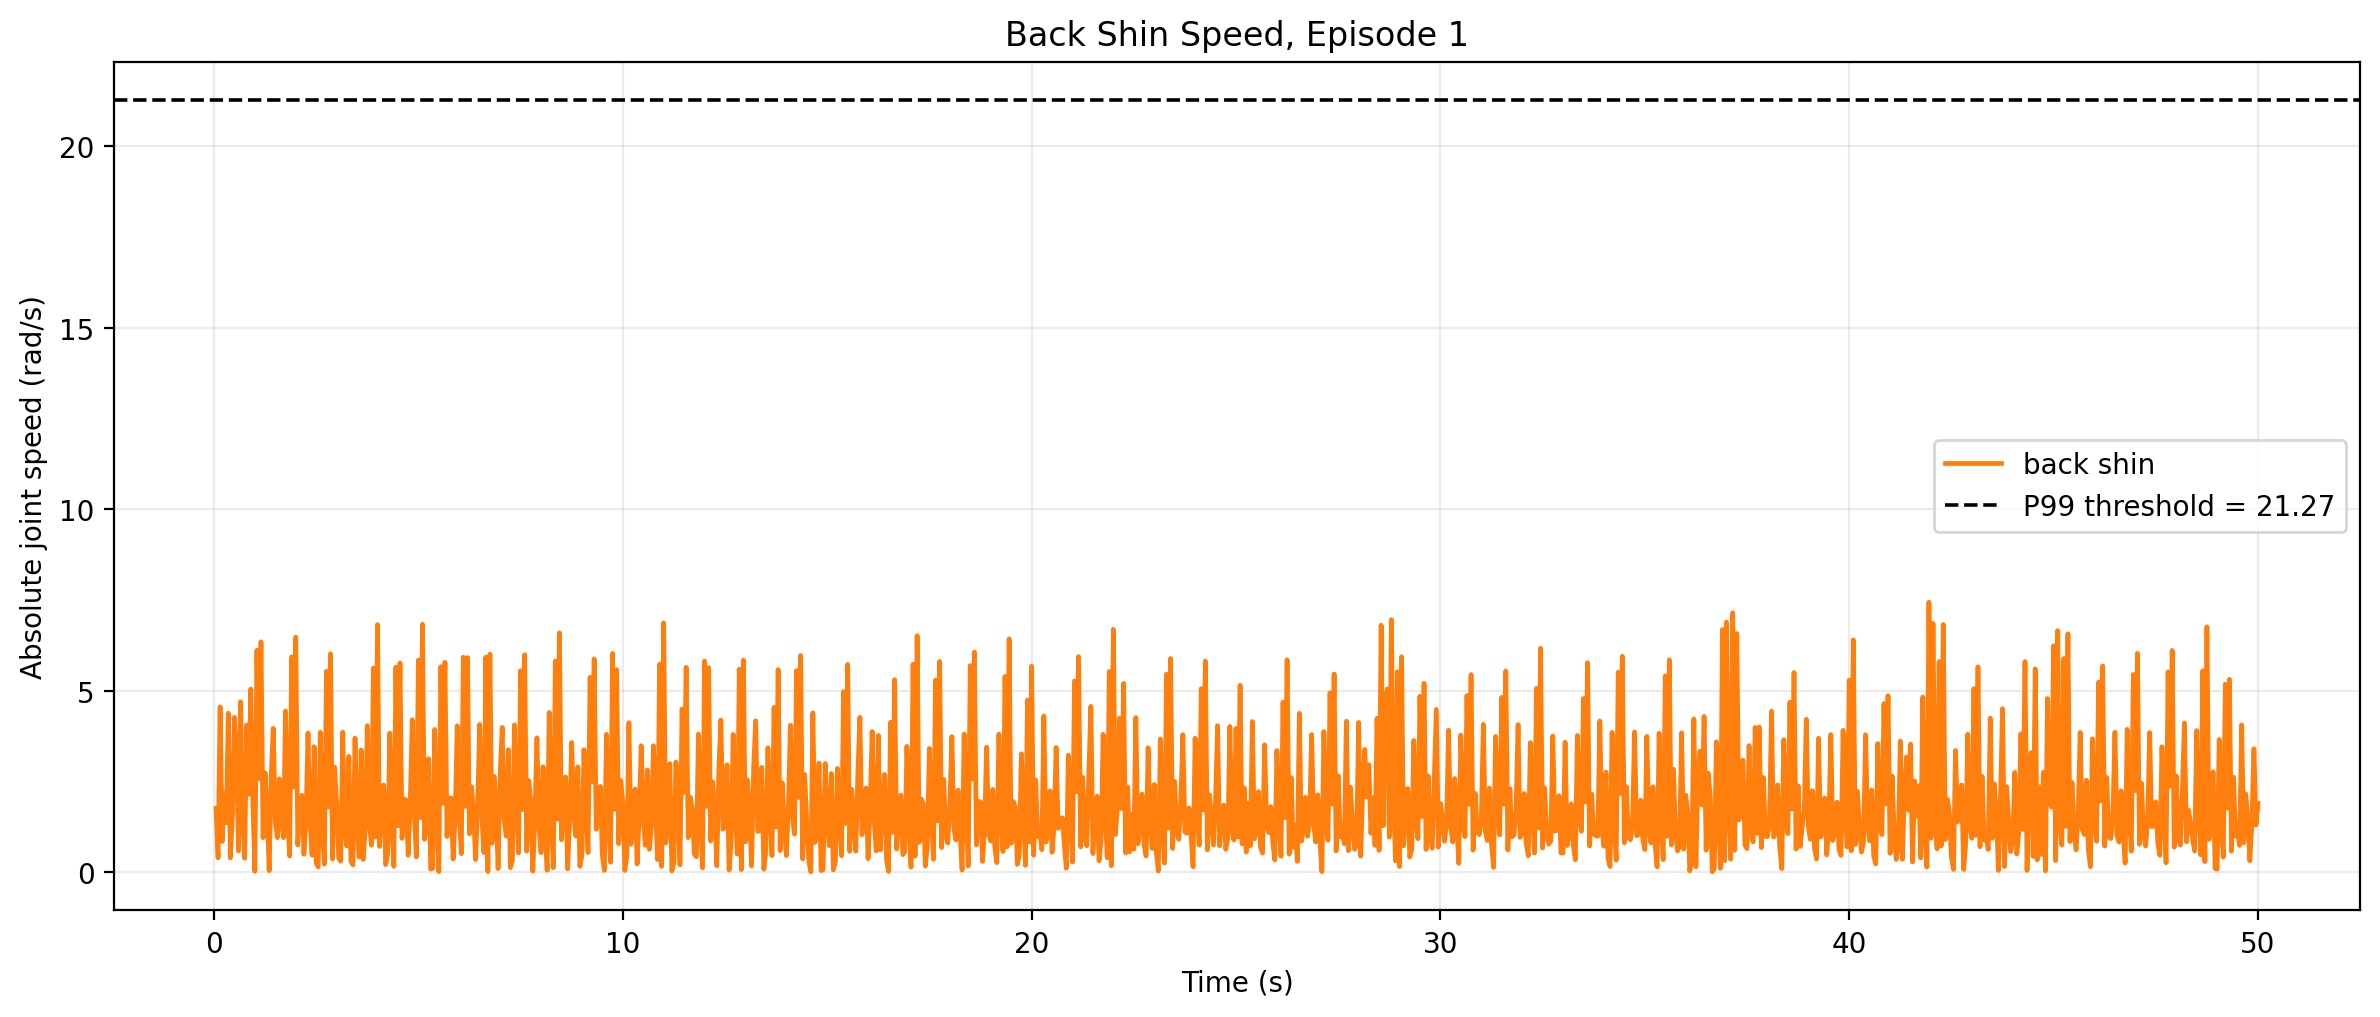 Back Shin Speed, Episode 1
Absolute joint speed (rad/s)
20
15
10
5
0
back shin
P99 threshold = 21.27
0
10
20
30
40
50
Time (s)